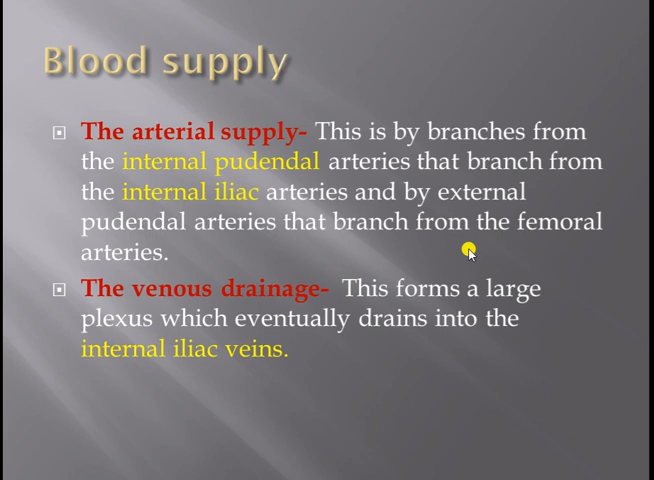 Blood supply
The arterial supply- This is by branches from
the internal pudendal arteries that branch from
the internal iliac arteries and by external
pudendal arteries that branch from the femoral
arteries.
The venous drainage- This forms a large
plexus which eventually drains into the
internal iliac veins.